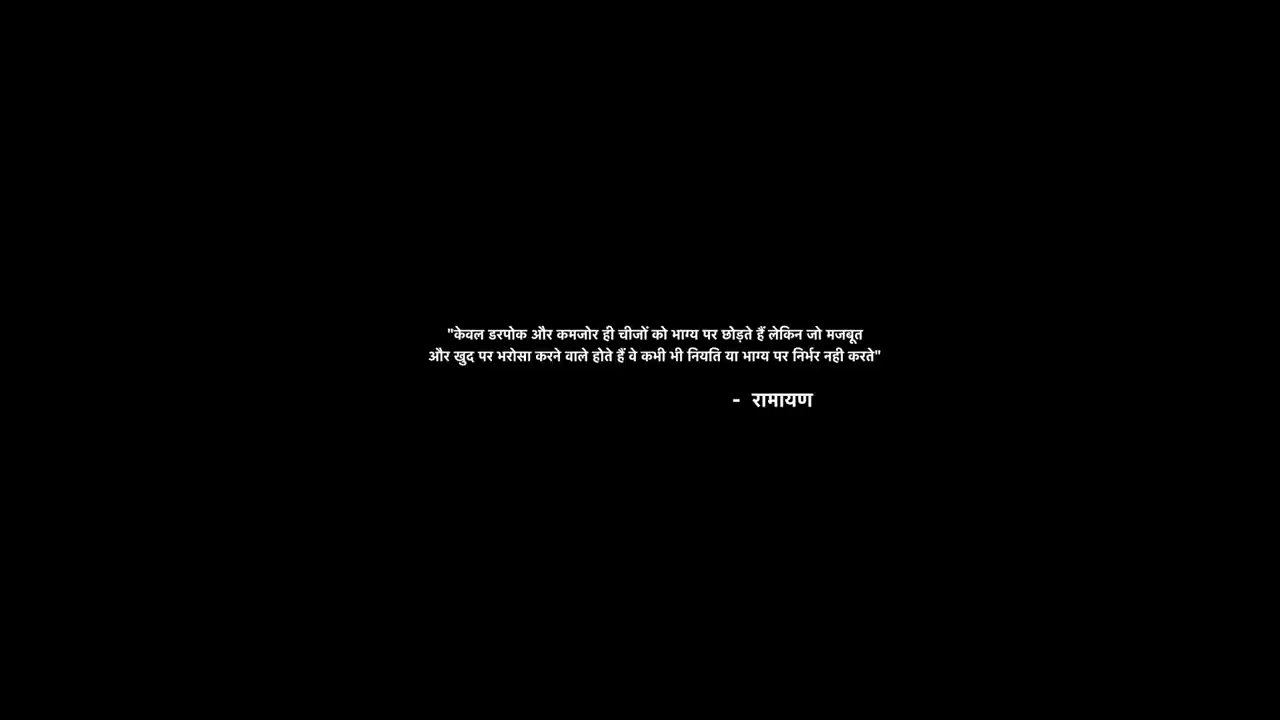 "केवल डरपोक और कमजोर ही चीजों को भाग्य पर छोड़ते हैं लेकिन जो मजबूत
और खुद पर भरोसा करने वाले होते हैं वे कभी भी नियति या भाग्य पर निर्भर नही करते"
- रामायण